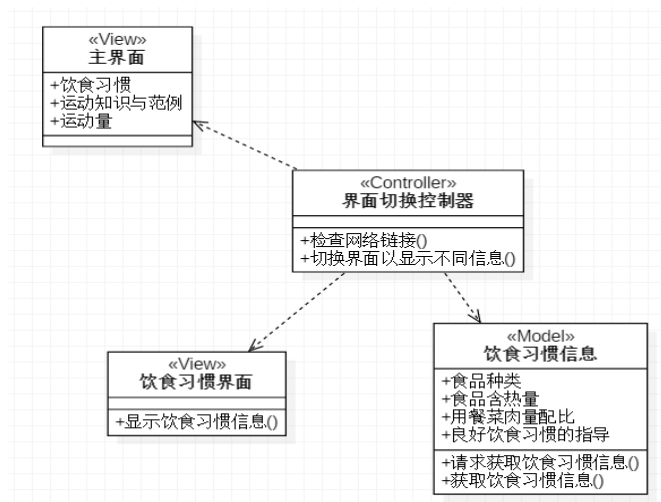 «View»
主界面
+饮食习惯
+运动知识与范例
+运动量
«Controller»
界面切换控制器
+检查网络链接()
+切换界面以显示不同信息()
«View»
饮食习惯界面
+显示饮食习惯信息()
«Model»
饮食习惯信息
+食品种类
+食品含热量
+用餐菜肉量配比
+良好饮食习惯的指导
+请求获取饮食习惯信息()
+获取饮食习惯信息()